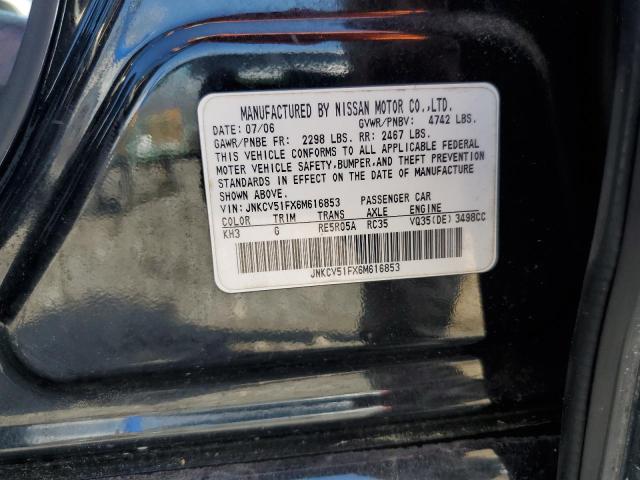 MANUFACTURED BY NISSAN MOTOR CO.,LTD.
DATE: 07/06 GVWR/PNBV: 4742 LBS.
GAWR/PNBE FR: 2298 LBS. RR: 2467 LBS.
THIS VEHICLE CONFORMS TO ALL APPLICABLE FEDERAL
MOTOR VEHICLE SAFETY, BUMPER, AND THEFT PREVENTION
STANDARDS IN EFFECT ON THE DATE OF MANUFACTURE
SHOWN ABOVE.
VIN: JNKCV51FX6M616853 PASSENGER CAR
COLOR TRIM TRANS AXLE ENGINE
KH3 G RE5R05A RC35 VQ35(DE) 3498CC
JNKCV51FX6M616853